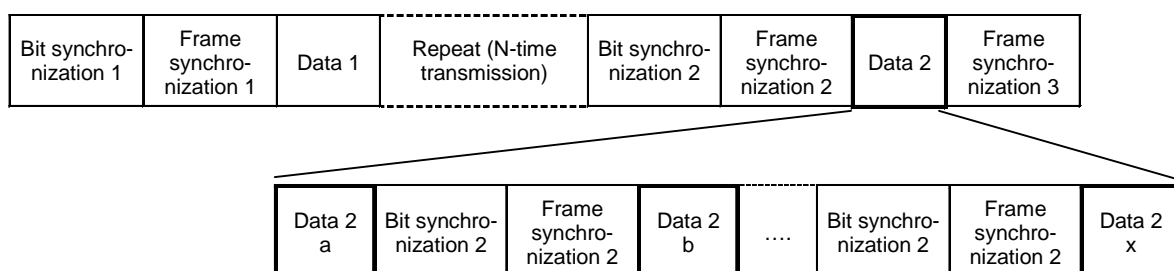 Bit synchro-
nization 1
Frame
synchro-
nization 1
Data 1
Repeat (N-time
transmission)
Bit synchro-
nization 2
Frame
synchro-
nization 2
Data 2
Frame
synchro-
nization 3
Data 2
a
Bit synchro-
nization 2
Frame
synchro-
nization 2
Data 2
b
....
Bit synchro-
nization 2
Frame
synchro-
nization 2
Data 2
x